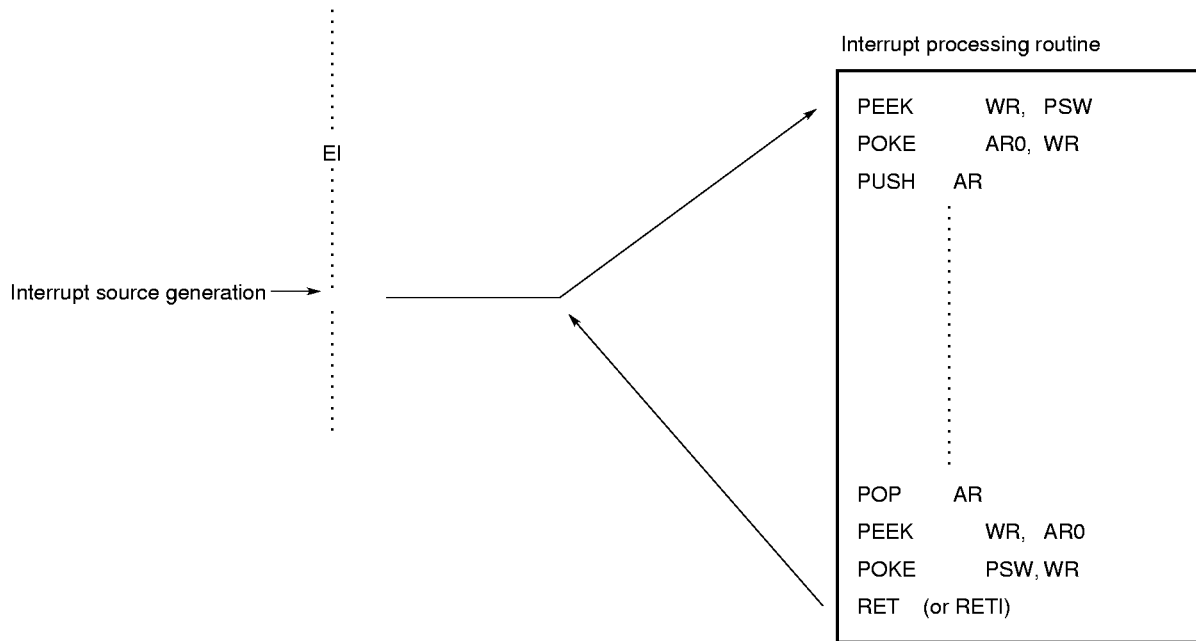 Interrupt processing routine
EI
Interrupt source generation
PEEK WR, PSW
POKE AR0, WR
PUSH AR
POP AR
PEEK WR, AR0
POKE PSW, WR
RET (or RETI)